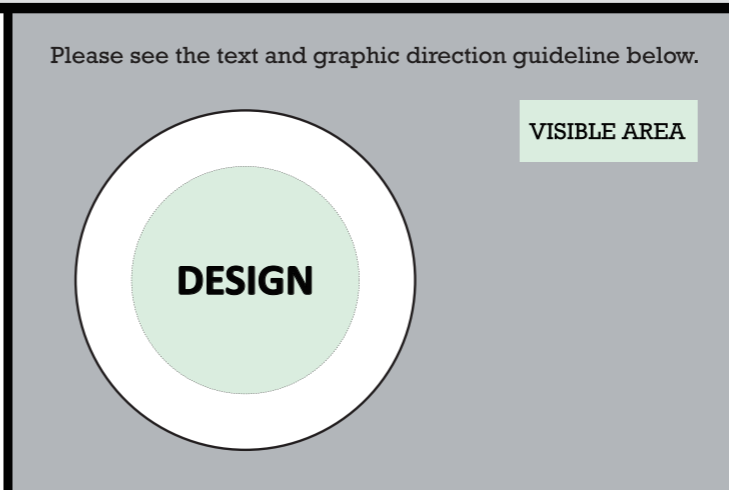 Please see the text and graphic direction guideline below.
VISIBLE AREA
DESIGN